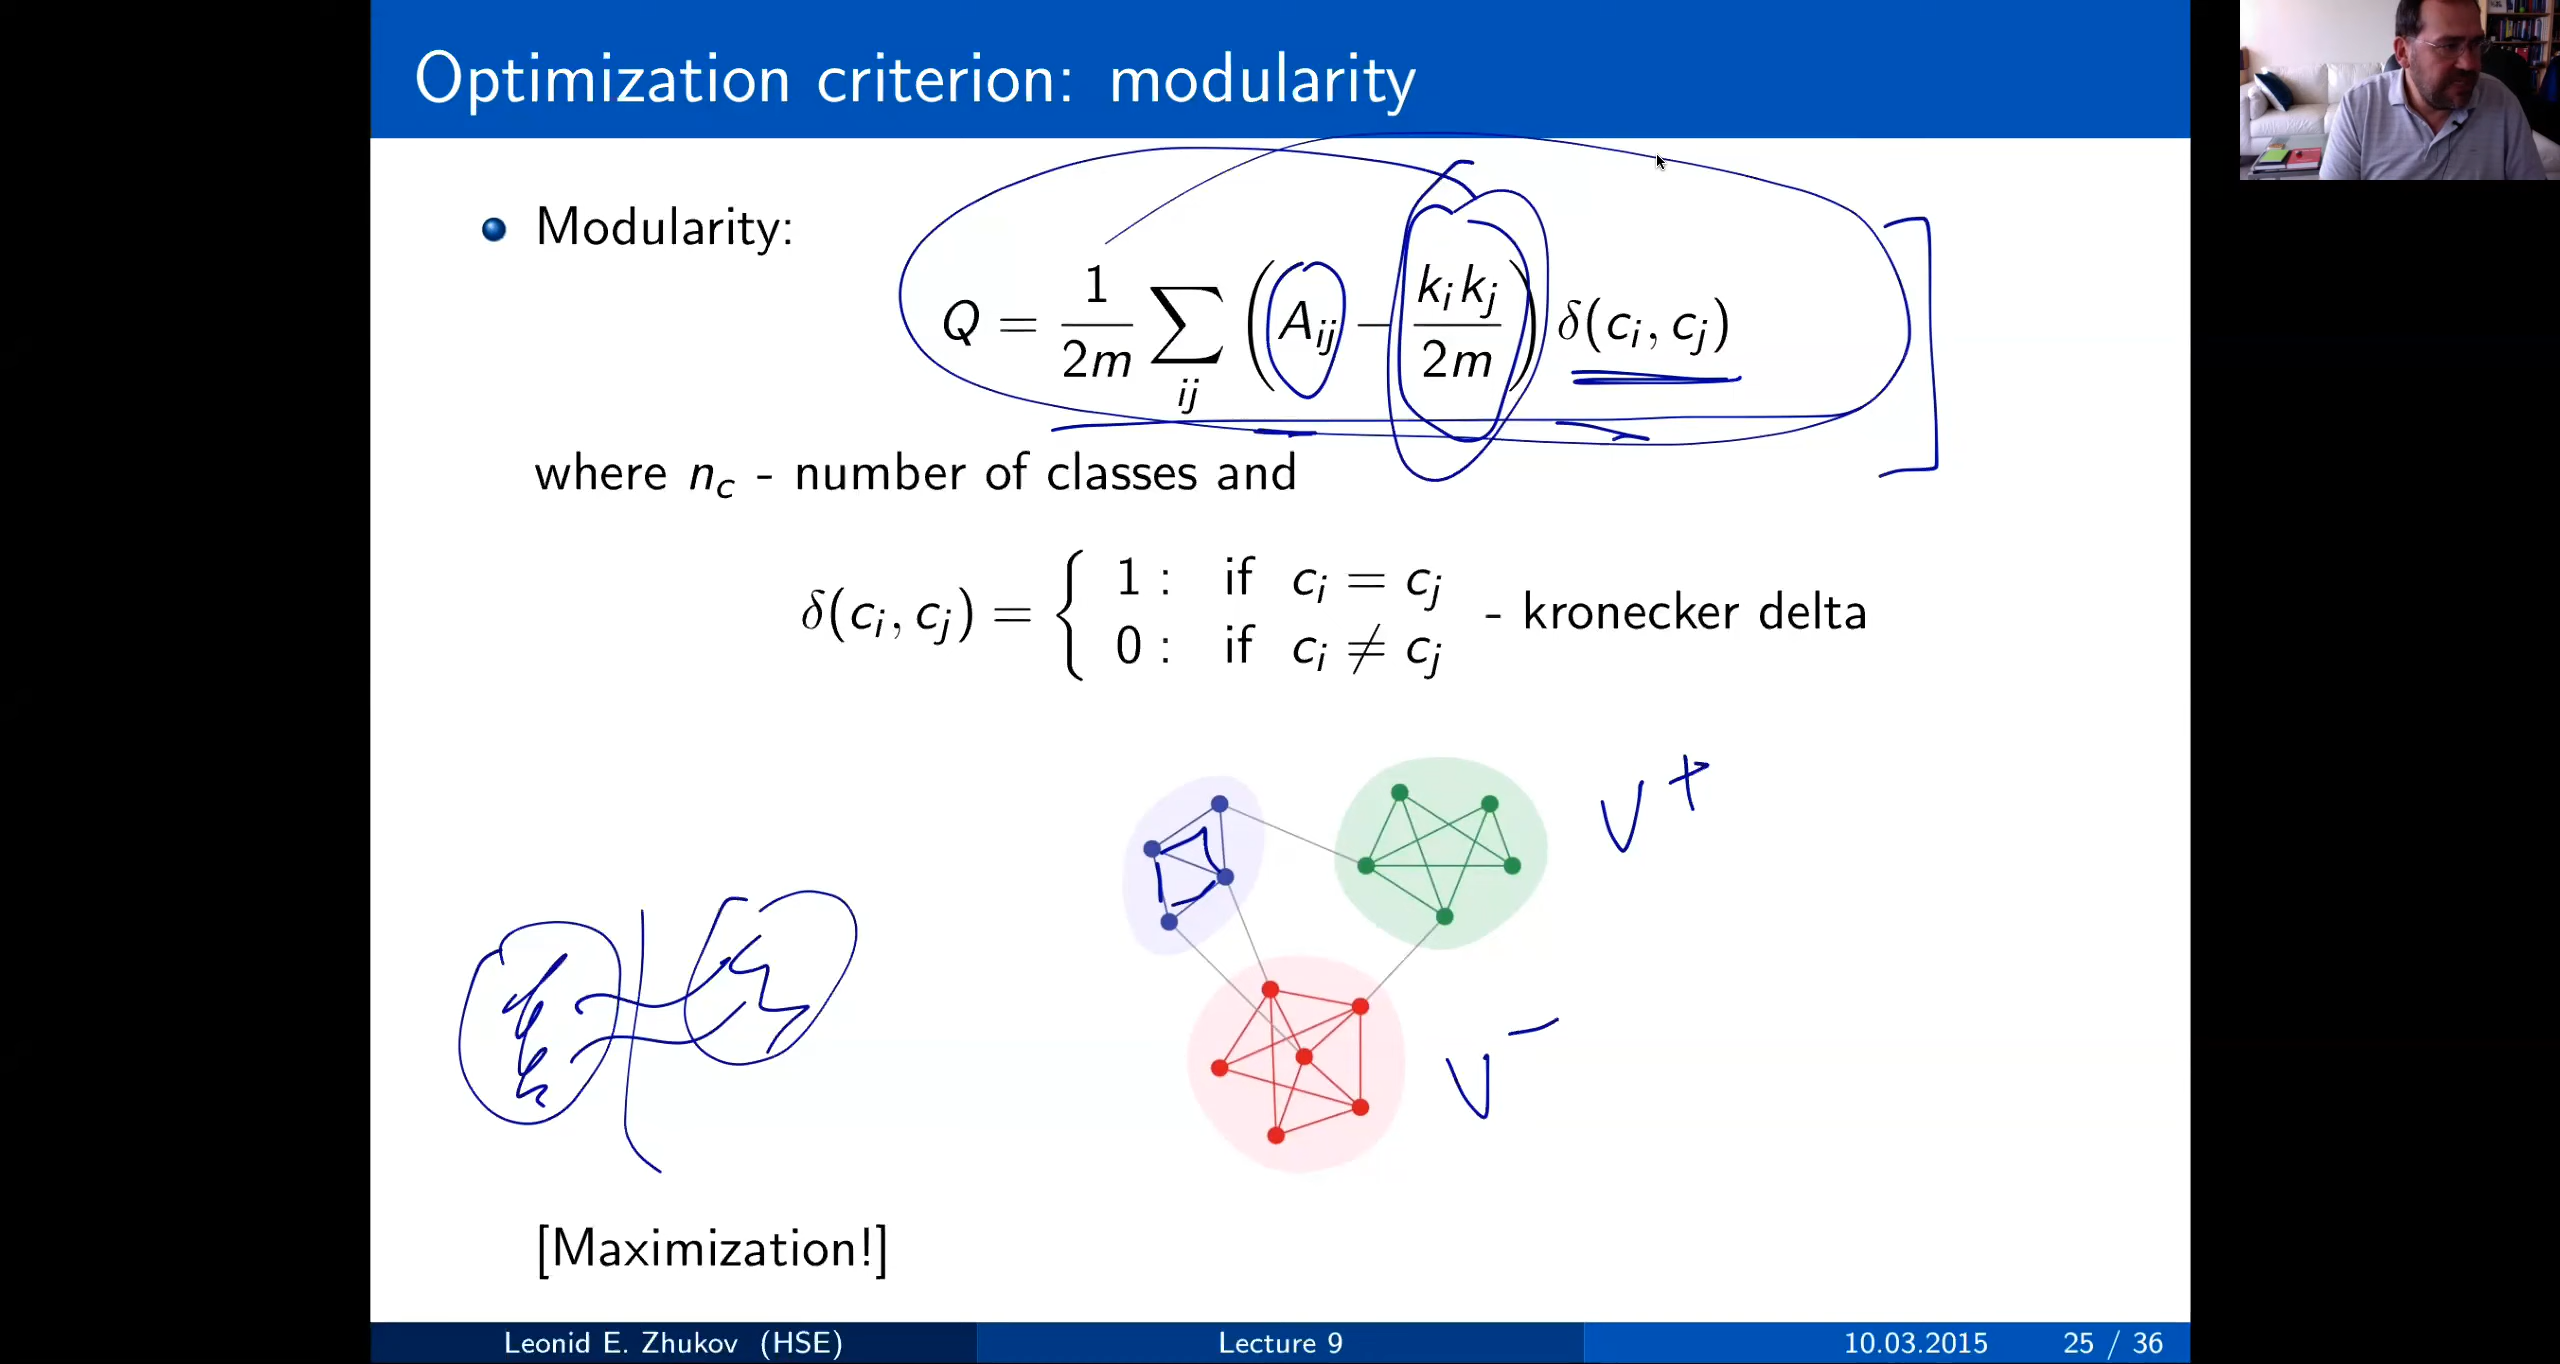 Optimization criterion: modularity
Modularity:
Q = 1/2m ∑ij (Aij − kikj/2m) δ(ci, cj)
where nc - number of classes and
δ(ci, cj) = { 1 : if ci = cj
0 : if ci ≠ cj - kronecker delta
V+
V−
[Maximization!]
Leonid E. Zhukov (HSE) Lecture 9 10.03.2015 25 / 36